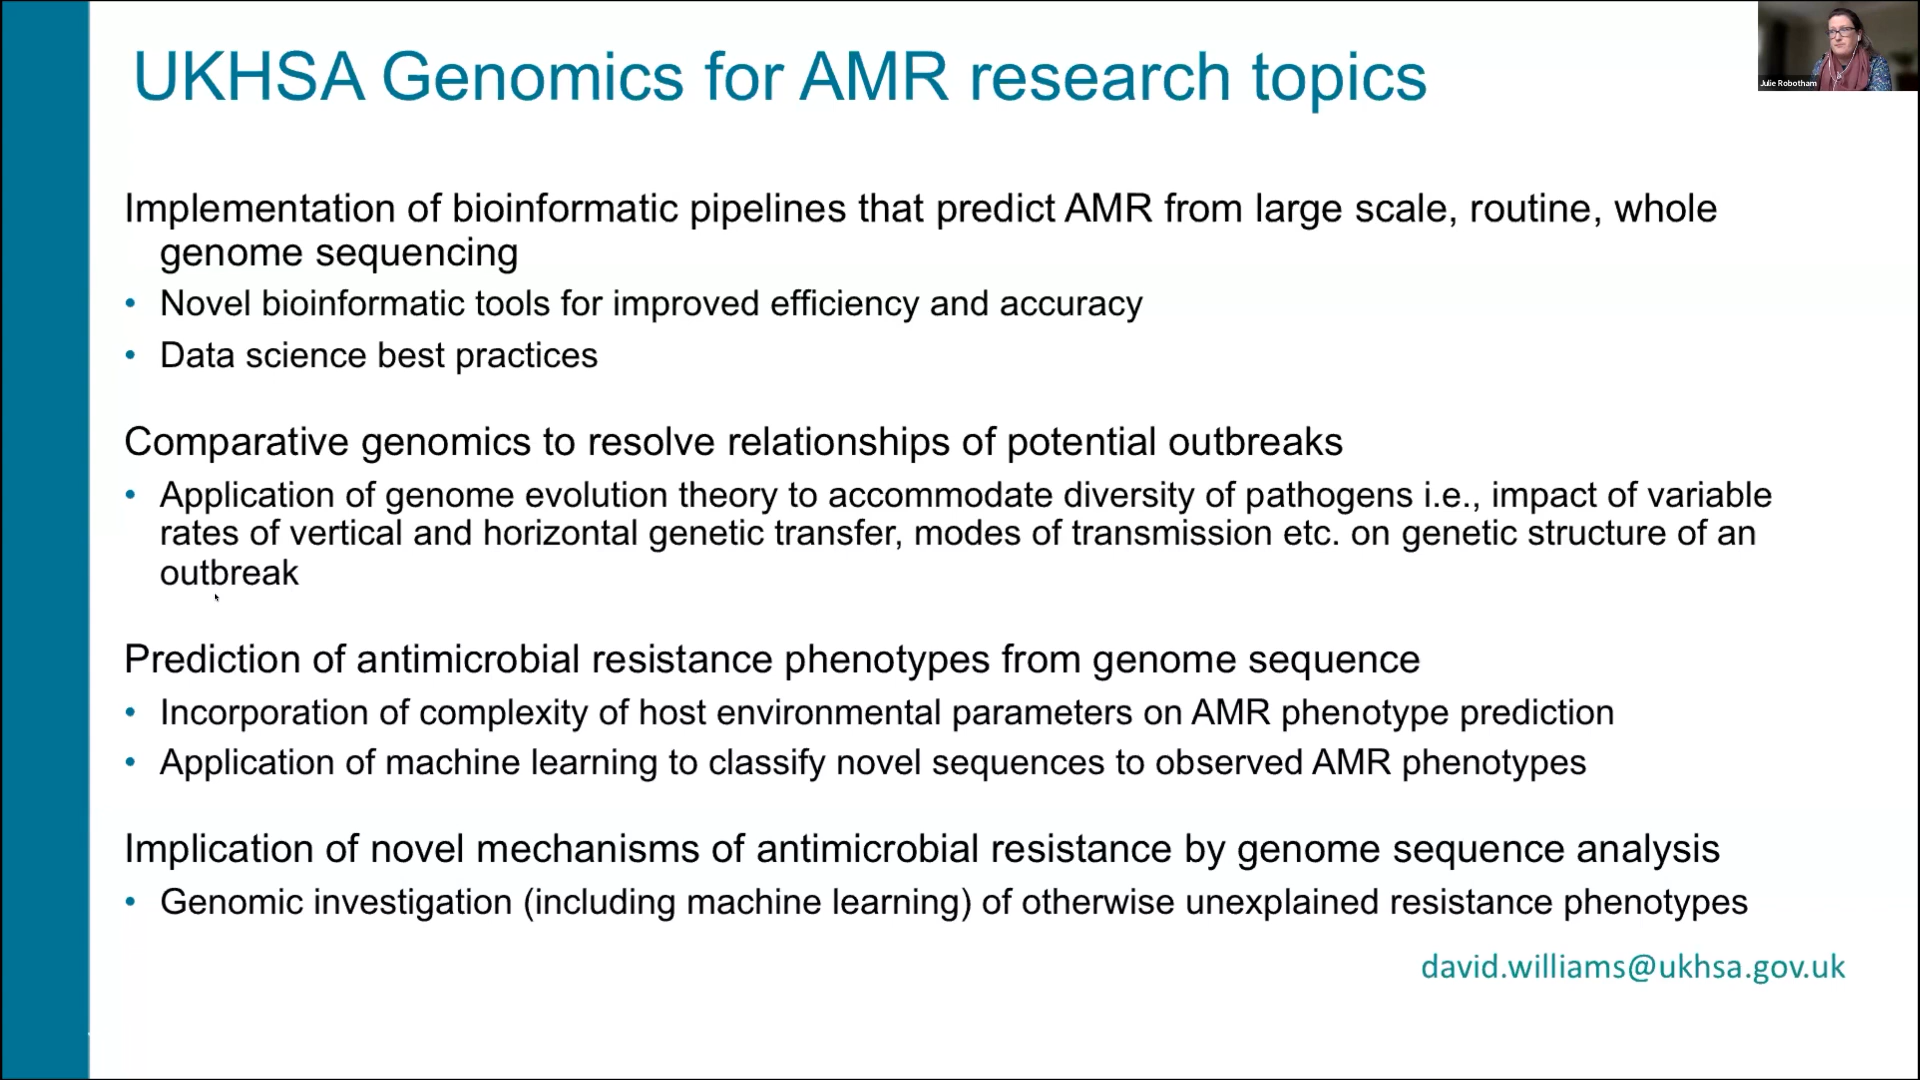 UKHSA Genomics for AMR research topics
Julie Robotham
Implementation of bioinformatic pipelines that predict AMR from large scale, routine, whole
genome sequencing
• Novel bioinformatic tools for improved efficiency and accuracy
• Data science best practices
Comparative genomics to resolve relationships of potential outbreaks
• Application of genome evolution theory to accommodate diversity of pathogens i.e., impact of variable
rates of vertical and horizontal genetic transfer, modes of transmission etc. on genetic structure of an
outbreak
Prediction of antimicrobial resistance phenotypes from genome sequence
• Incorporation of complexity of host environmental parameters on AMR phenotype prediction
• Application of machine learning to classify novel sequences to observed AMR phenotypes
Implication of novel mechanisms of antimicrobial resistance by genome sequence analysis
• Genomic investigation (including machine learning) of otherwise unexplained resistance phenotypes
david.williams@ukhsa.gov.uk